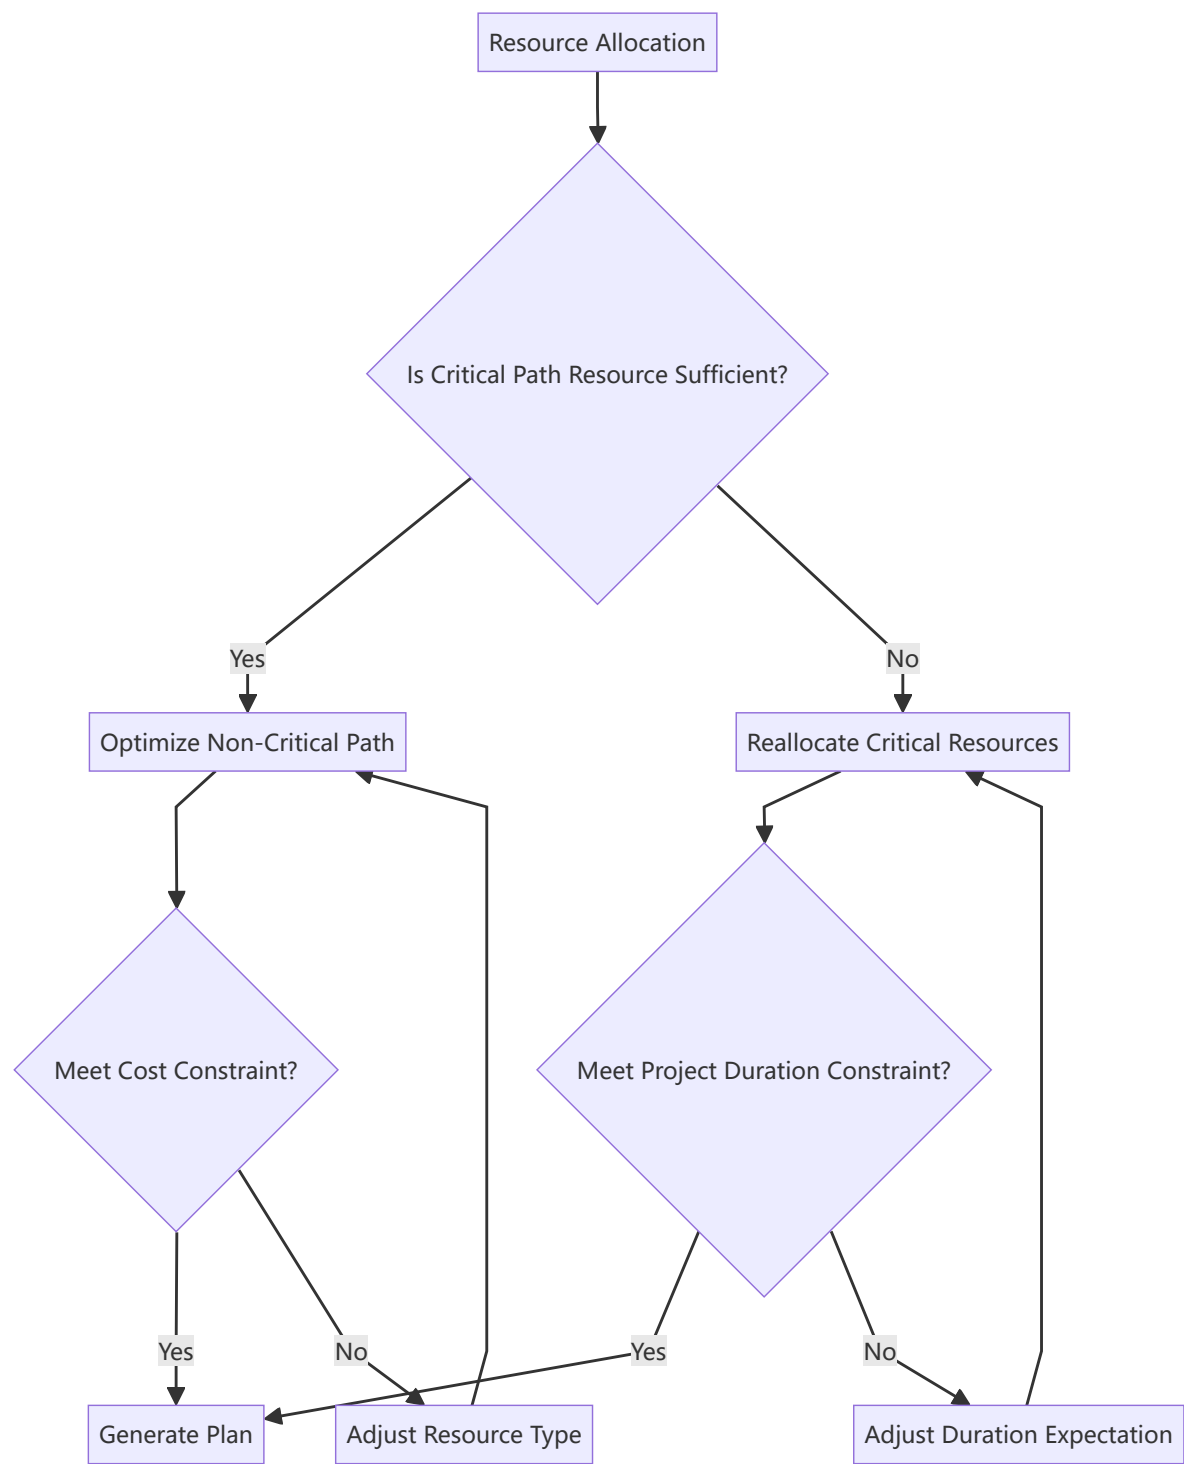 Resource Allocation
Is Critical Path Resource Sufficient?
Yes
No
Optimize Non-Critical Path
Reallocate Critical Resources
Meet Cost Constraint?
Meet Project Duration Constraint?
Yes
No
Yes
No
Generate Plan
Adjust Resource Type
Adjust Duration Expectation